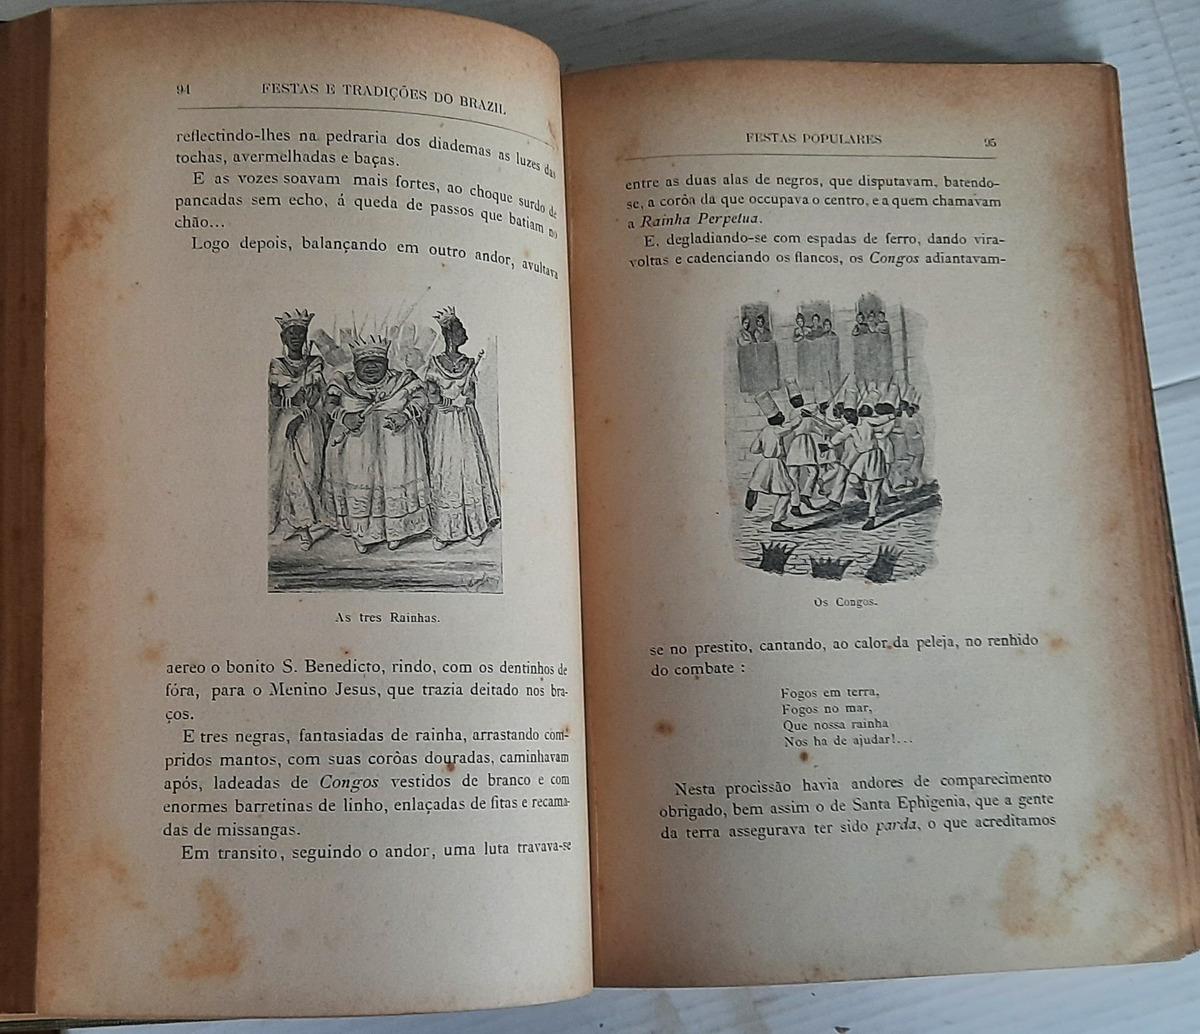 94
FESTAS E TRADIÇÕES DO BRAZIL
reflectindo-lhes na pedraria dos diademas as luzes das
tochas, avermelhadas e baças.
E as vozes soavam mais fortes, ao choque surdo de
pancadas sem echo, á queda de passos que batiam no
chão...
Logo depois, balançando em outro andor, avultava
As tres Rainhas.
aereo o bonito S. Benedicto, rindo, com os dentinhos de
fóra, para o Menino Jesus, que trazia deitado nos bra-
ços.
E tres negras, fantasiadas de rainha, arrastando com-
pridos mantos, com suas corôas douradas, caminhavam
após, ladeadas de Congos vestidos de branco e com
enormes barretinas de linho, enlaçadas de fitas e recama-
das de missangas.
Em transito, seguindo o andor, uma luta travava-se
FESTAS POPULARES
95
entre as duas alas de negros, que disputavam, batendo-
se, a corôa da que occupava o centro, e a quem chamavam
a Rainha Perpetua.
E, degladiando-se com espadas de ferro, dando vira-
voltas e cadenciando os flancos, os Congos adiantavam-
Os Congos.
se no prestito, cantando, ao calor da peleja, no renhido
do combate :
Fogos em terra,
Fogos no mar,
Que nossa rainha
Nos ha de ajudar!...
Nesta procissão havia andores de comparecimento
obrigado, bem assim o de Santa Ephigenia, que a gente
da terra assegurava ter sido parda, o que acreditamos